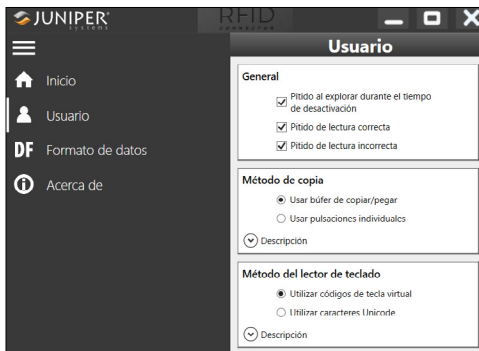 JUNIPER
systems
RFID
CONNECTOR
Usuario
Inicio
Usuario
DF Formato de datos
Acerca de
General
Pitido al explorar durante el tiempo
de desactivación
Pitido de lectura correcta
Pitido de lectura incorrecta
Método de copia
Usar búfer de copiar/pegar
Usar pulsaciones individuales
Descripción
Método del lector de teclado
Utilizar códigos de tecla virtual
Utilizar caracteres Unicode
Descripción